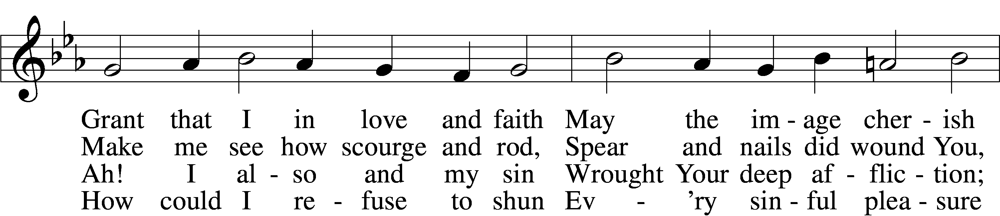 Grant that I in love and faith May the im - age cher - ish
Make me see how scourge and rod, Spear and nails did wound You,
Ah! I al - so and my sin Wrought Your deep af - flic - tion;
How could I re - fuse to shun Ev - ’ry sin - ful plea - sure